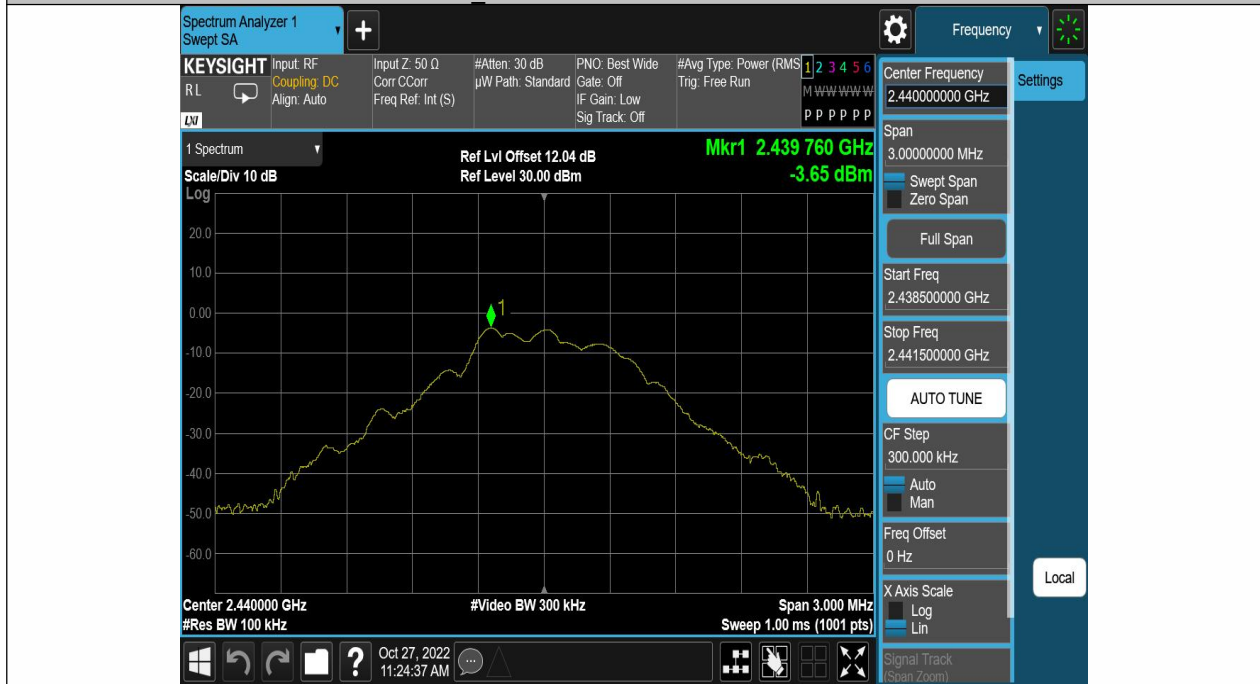 Spectrum Analyzer 1
Swept SA
Frequency
KEYSIGHT
RL
LXI
Input: RF
Coupling: DC
Align: Auto
Input Z: 50 Ω
Corr CCorr
Freq Ref: Int (S)
#Atten: 30 dB
µW Path: Standard
PNO: Best Wide
Gate: Off
IF Gain: Low
Sig Track: Off
#Avg Type: Power (RMS
Trig: Free Run
1 2 3 4 5 6
M W W W W W
P P P P P P
1 Spectrum
Scale/Div 10 dB
Log
Ref Lvl Offset 12.04 dB
Ref Level 30.00 dBm
Mkr1 2.439 760 GHz
-3.65 dBm
1
20.0
10.0
0.00
-10.0
-20.0
-30.0
-40.0
-50.0
-60.0
Center 2.440000 GHz
#Res BW 100 kHz
#Video BW 300 kHz
Span 3.000 MHz
Sweep 1.00 ms (1001 pts)
Oct 27, 2022
11:24:37 AM
Center Frequency
2.440000000 GHz
Span
3.00000000 MHz
Swept Span
Zero Span
Full Span
Start Freq
2.438500000 GHz
Stop Freq
2.441500000 GHz
AUTO TUNE
CF Step
300.000 kHz
Auto
Man
Freq Offset
0 Hz
X Axis Scale
Log
Lin
Signal Track
(Span Zoom)
Settings
Local